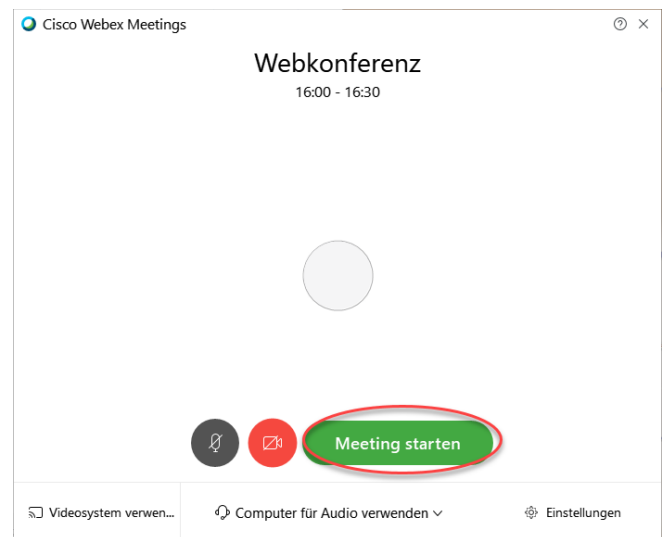 Cisco Webex Meetings
Webkonferenz
16:00 - 16:30
Meeting starten
Videosystem verwen...
Computer für Audio verwenden
Einstellungen